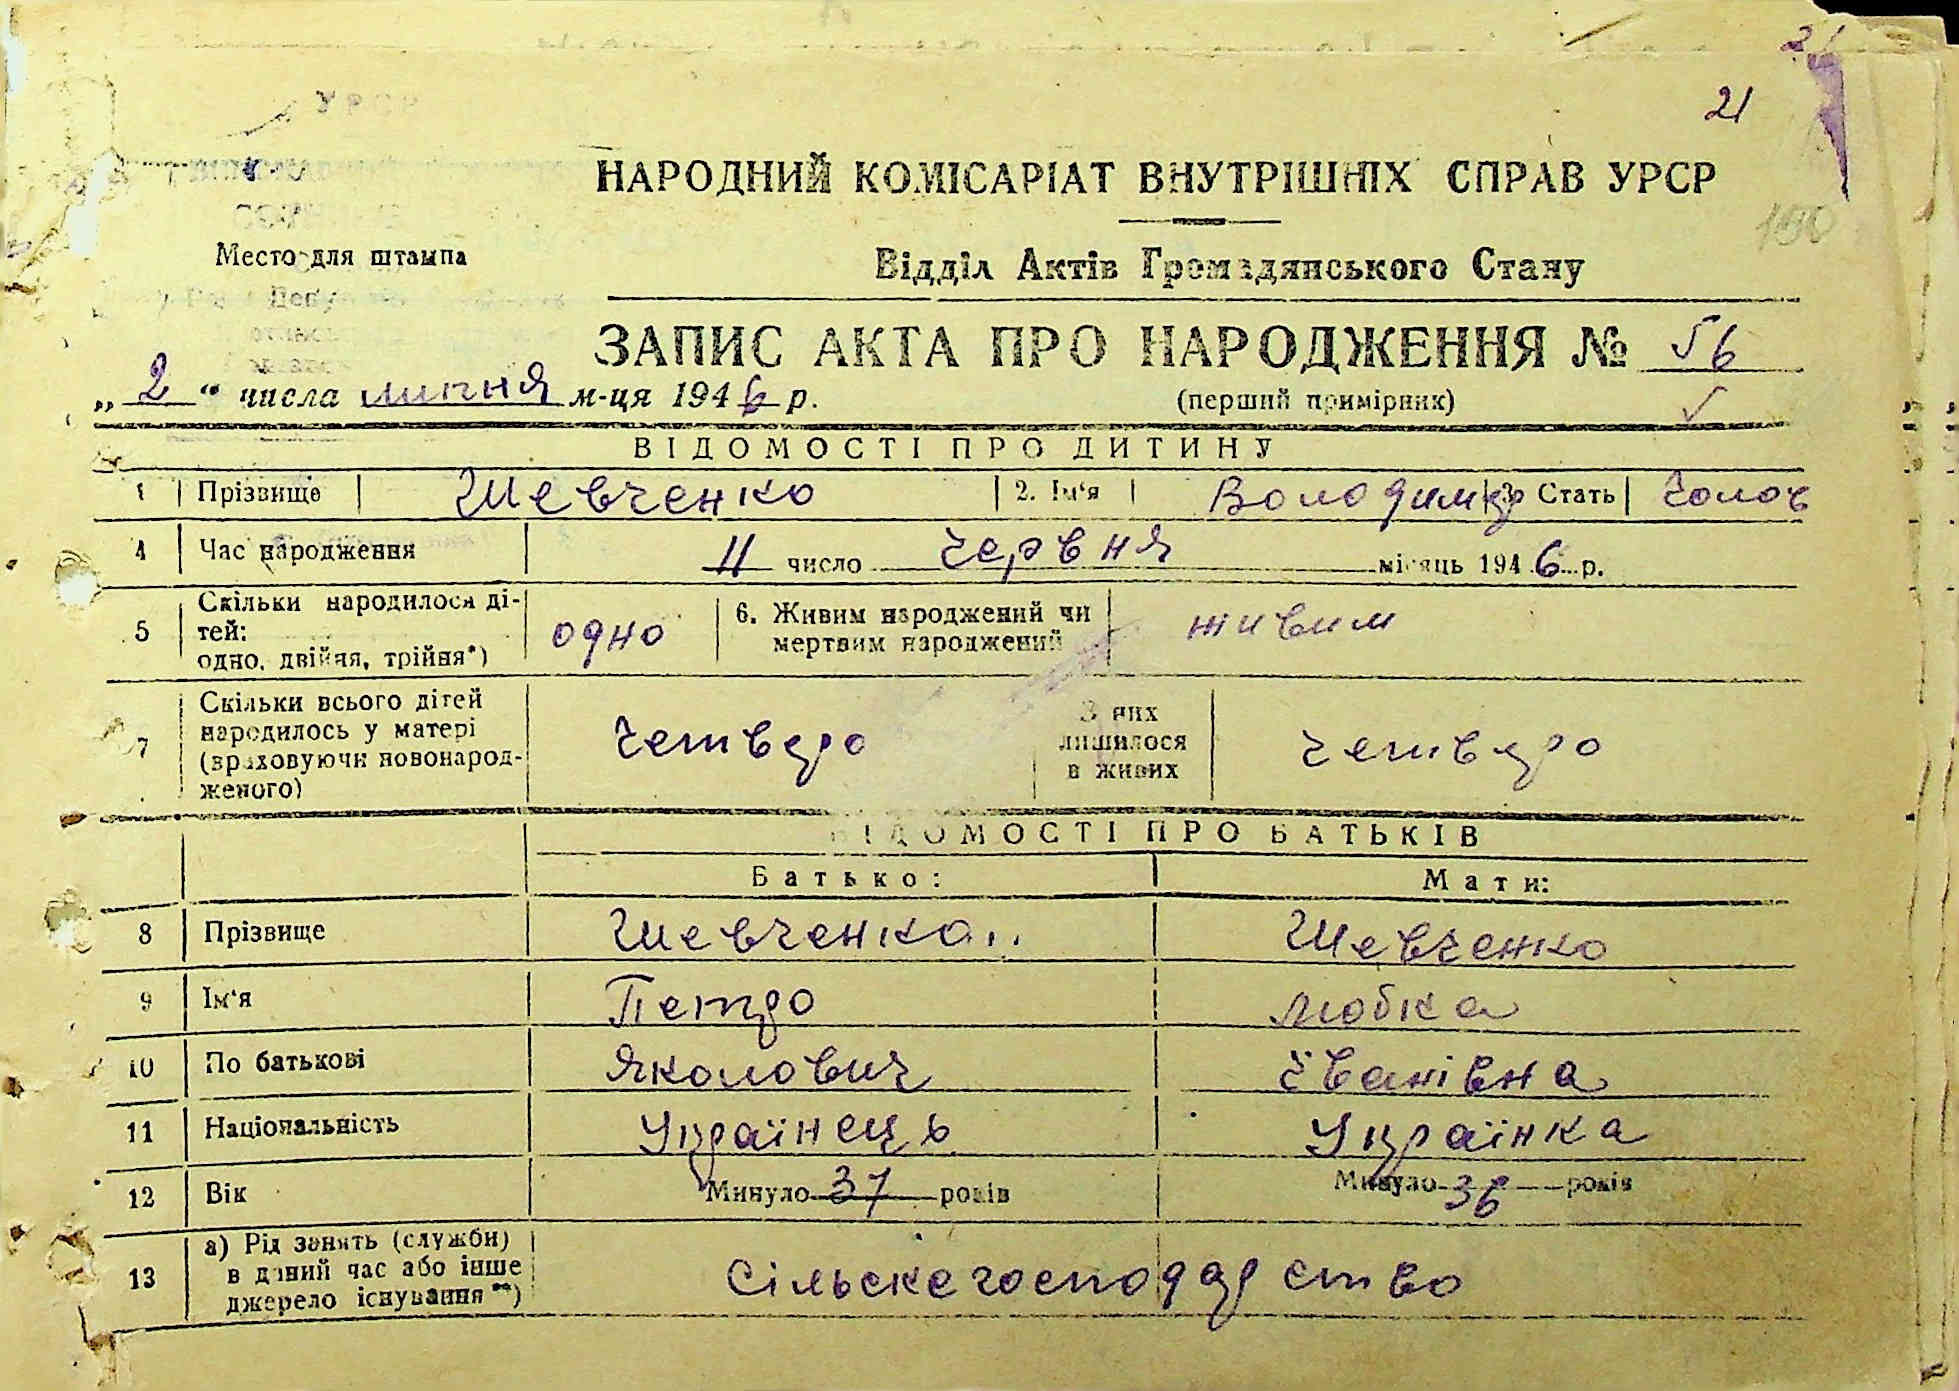 21
УРСР
НАРОДНИЙ КОМІСАРІАТ ВНУТРІШНІХ СПРАВ УРСР
150
Место для штампа
Відділ Актів Громадянського Стану
ЗАПИС АКТА ПРО НАРОДЖЕННЯ № 56
„2“ числа липня м-ця 1946 р. (перший примірник)
ВІДОМОСТІ ПРО ДИТИНУ
1 Прізвище Шевченко 2. Ім'я Володимир 3 Стать Чолов
4 Час народження 11 число червня місяць 1946 р.
5 Скільки народилося дітей: одно, двійня, трійня*) одно 6. Живим народжений чи мертвим народжений живим
7 Скільки всього дітей народилось у матері (враховуючи новонародженого) четверо З них лишилося в живих четверо
ВІДОМОСТІ ПРО БАТЬКІВ
Батько: Мати:
8 Прізвище Шевченко Шевченко
9 Ім'я Петро Любка
10 По батькові Іванівна
11 Національність Українець Українка
12 Вік Минуло 37 років Минуло 36 років
13 а) Рід занять (служби) в даний час або інше джерело існування**) Сільске господарство